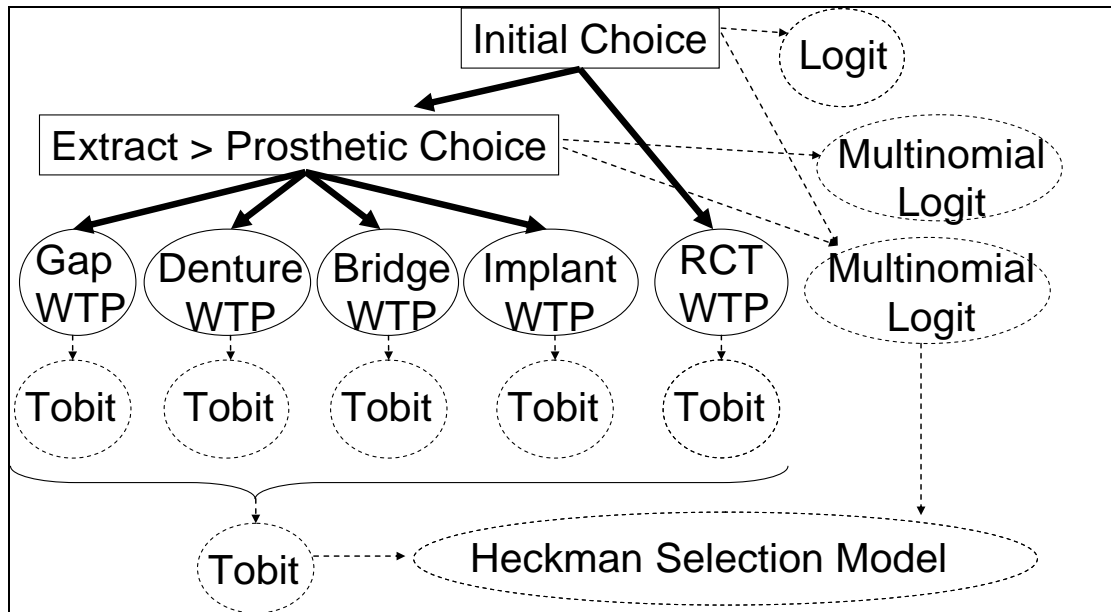 Initial Choice
Logit
Extract > Prosthetic Choice
Multinomial
Logit
Gap
WTP
Denture
WTP
Bridge
WTP
Implant
WTP
RCT
WTP
Multinomial
Logit
Tobit
Tobit
Tobit
Tobit
Tobit
Tobit
Heckman Selection Model